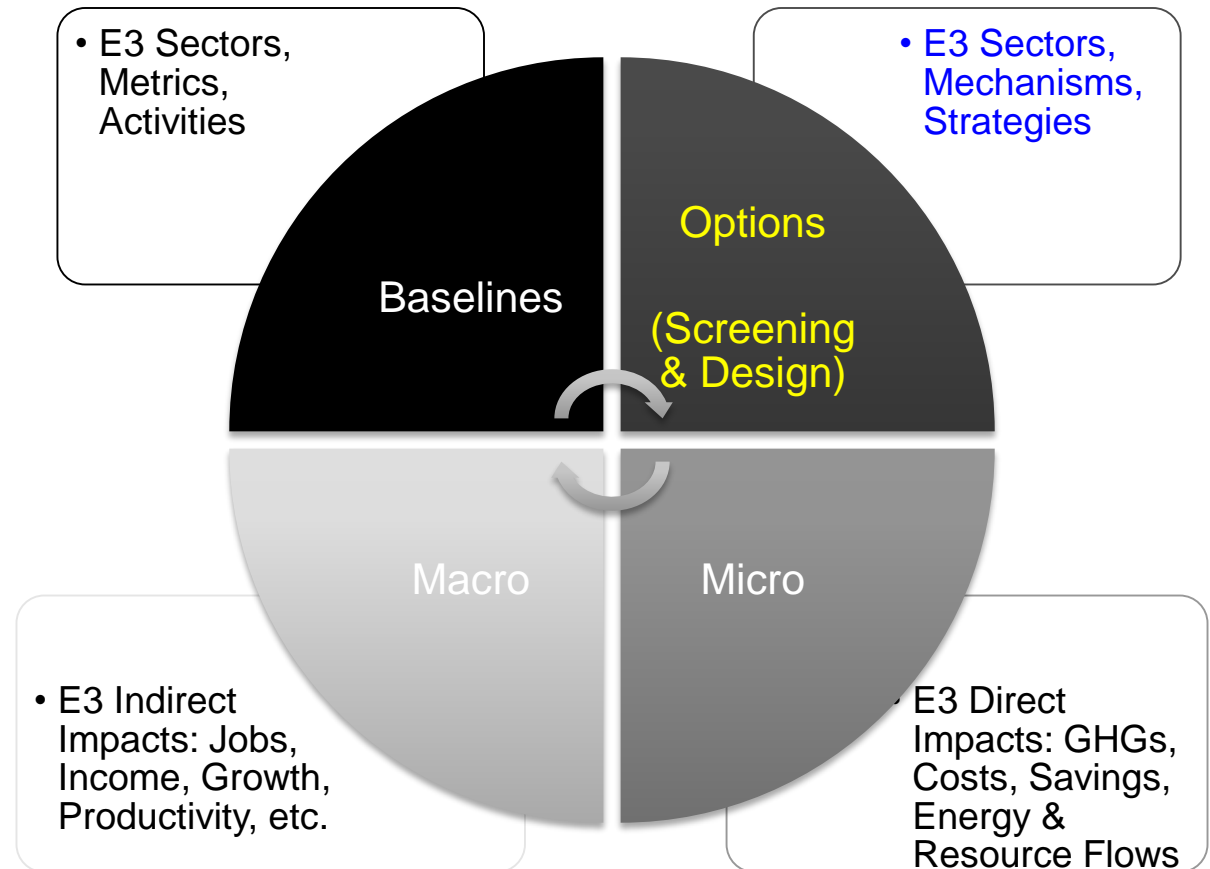 • E3 Sectors,
Metrics,
Activities
• E3 Sectors,
Mechanisms,
Strategies
Baselines
Options
(Screening
& Design)
Macro
Micro
• E3 Indirect
Impacts: Jobs,
Income, Growth,
Productivity, etc.
• E3 Direct
Impacts: GHGs,
Costs, Savings,
Energy &
Resource Flows